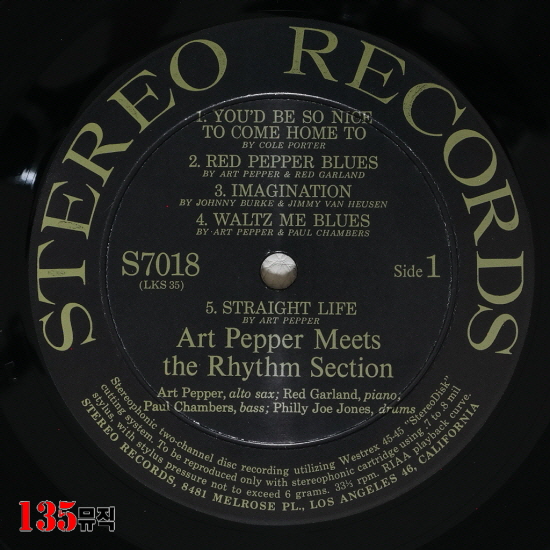 STEREO RECORDS
1. YOU'D BE SO NICE
TO COME HOME TO
BY COLE PORTER
2. RED PEPPER BLUES
BY ART PEPPER & RED GARLAND
3. IMAGINATION
BY JOHNNY BURKE & JIMMY VAN HEUSEN
4. WALTZ ME BLUES
BY ART PEPPER & PAUL CHAMBERS
S7018
(LKS 35)
Side 1
5. STRAIGHT LIFE
BY ART PEPPER
Art Pepper Meets
the Rhythm Section
Art Pepper, alto sax; Red Garland, piano;
Paul Chambers, bass; Philly Joe Jones, drums
Stereophonic two-channel disc recording utilizing Westrex 45-45 "StereoDisk"
cutting system. To be reproduced only with stereophonic cartridge using .7 to .8 mil
stylus, with stylus pressure not to exceed 6 grams. 33⅓ rpm. RIAA playback curve.
STEREO RECORDS, 8481 MELROSE PL., LOS ANGELES 46, CALIFORNIA
135뮤직